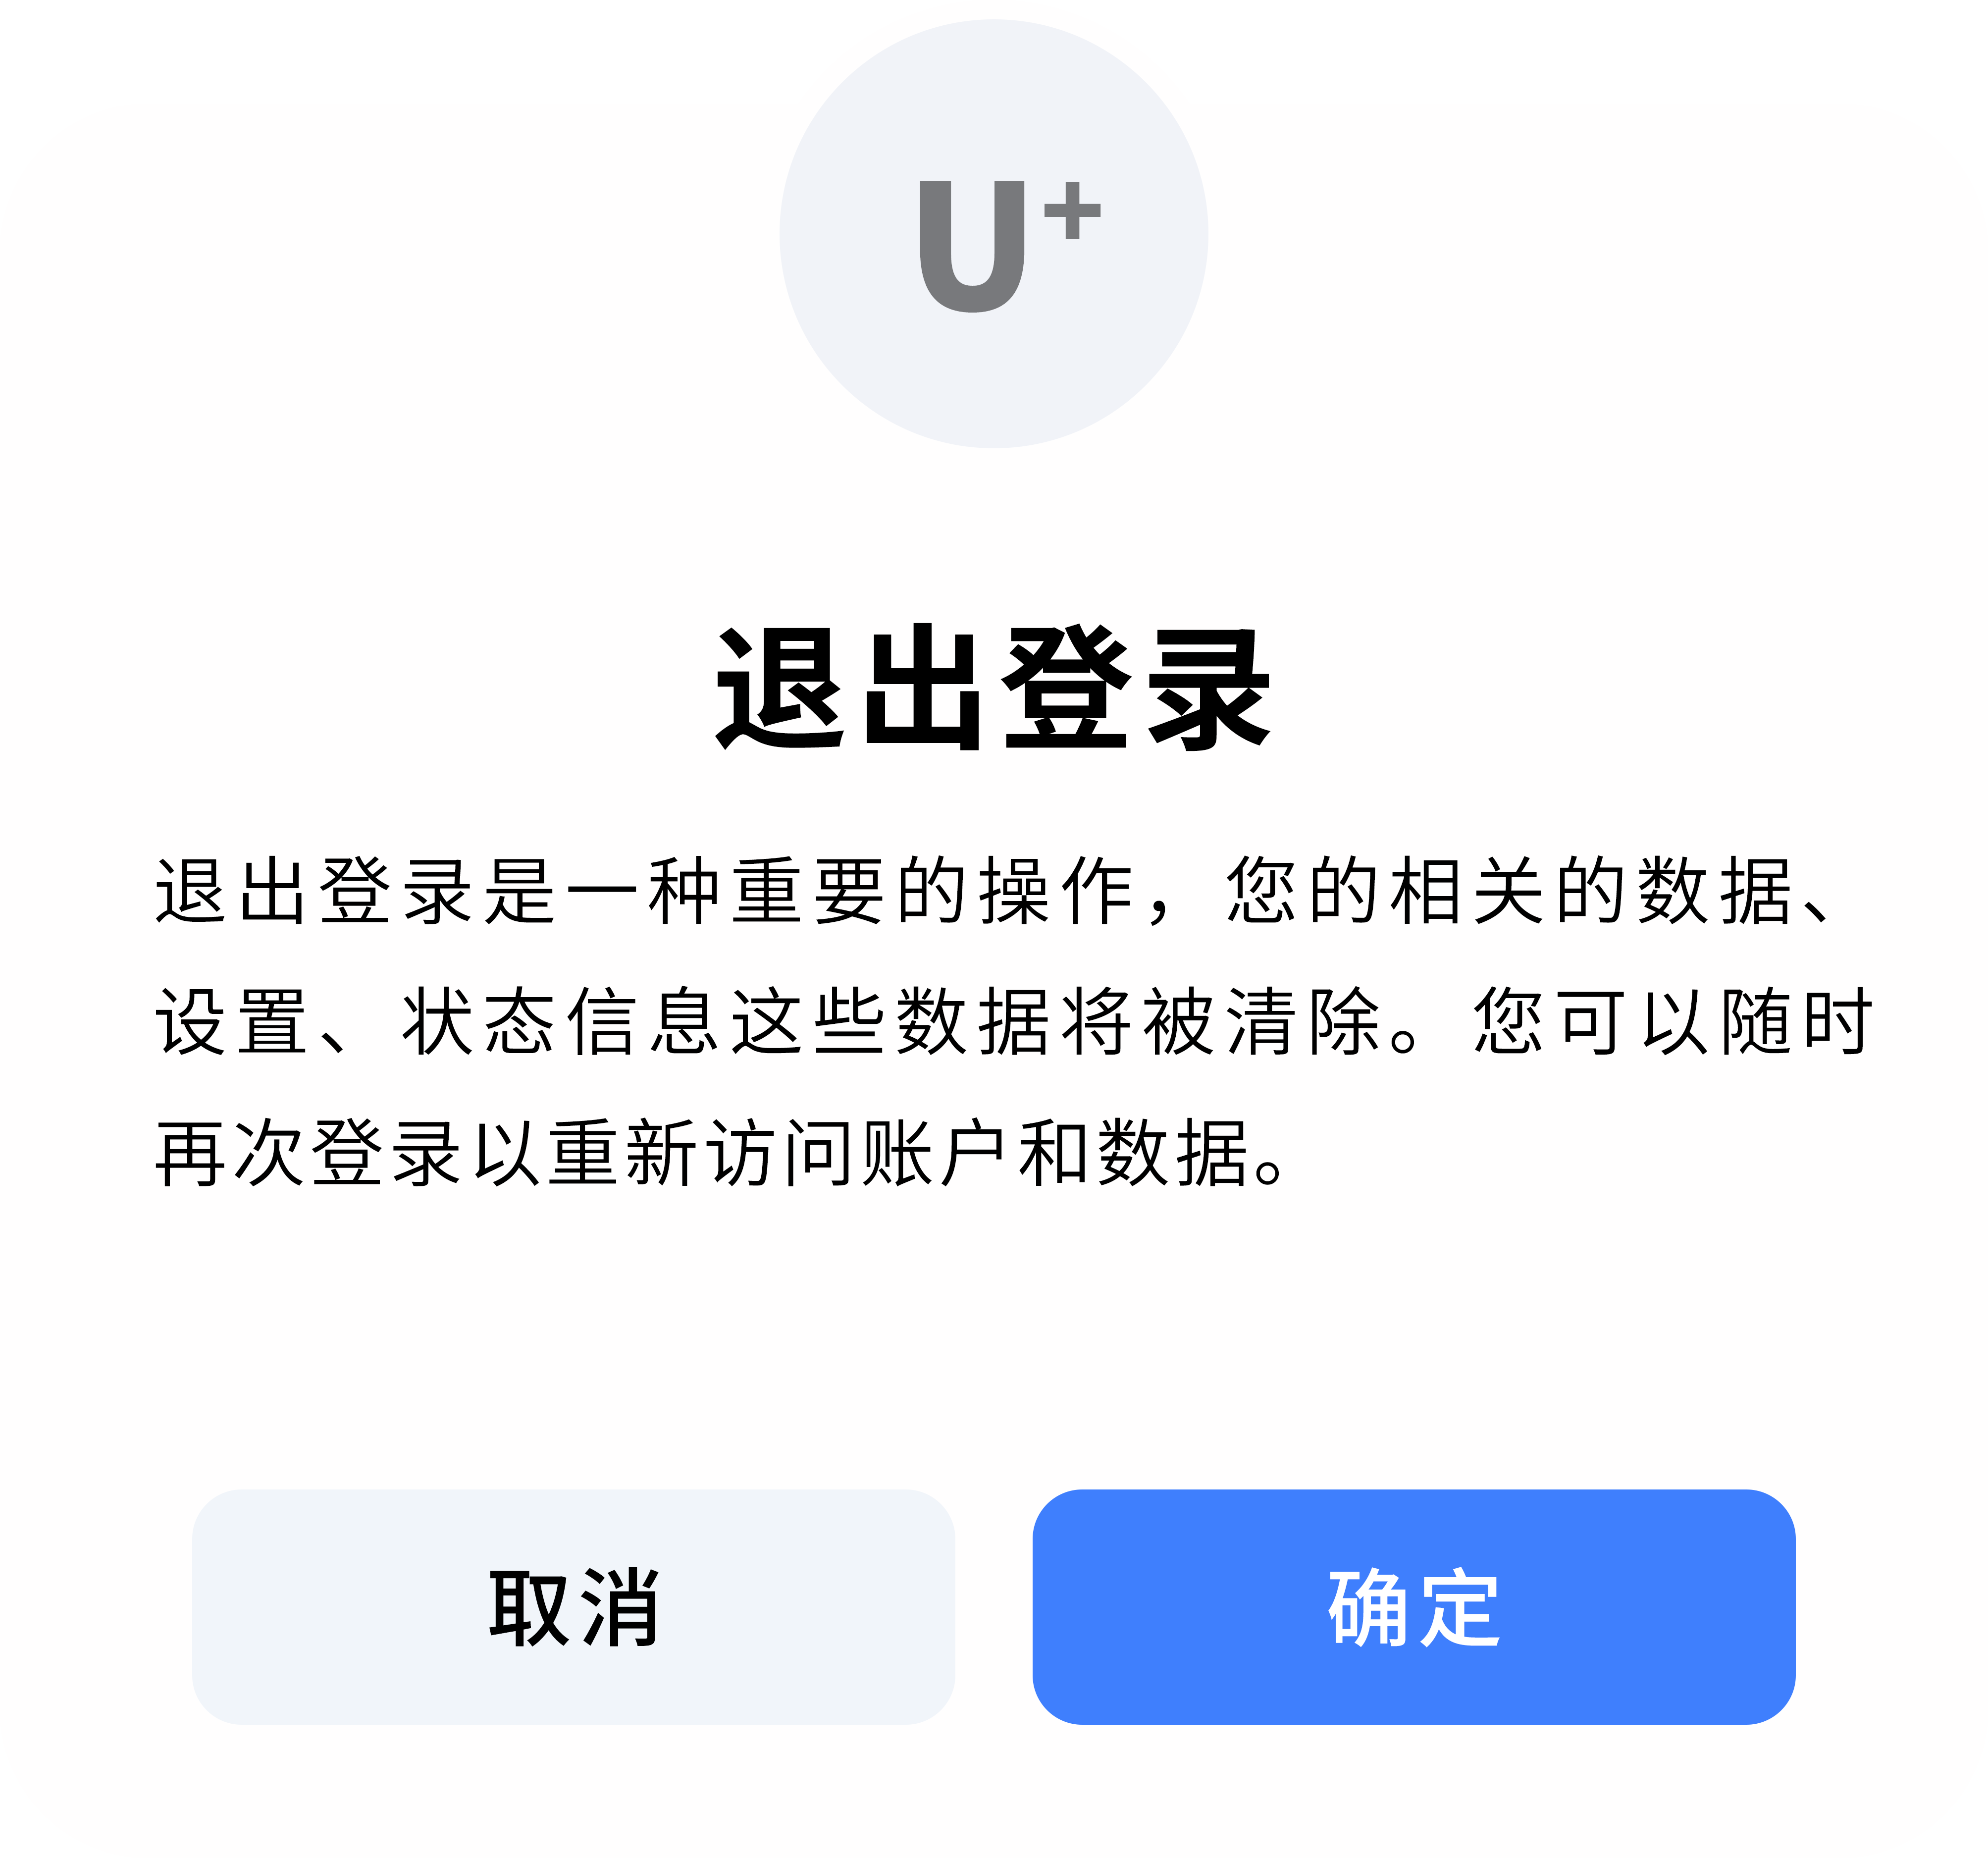 U+
退出登录
退出登录是一种重要的操作，您的相关的数据、
设置、状态信息这些数据将被清除。您可以随时
再次登录以重新访问账户和数据。
取消
确定